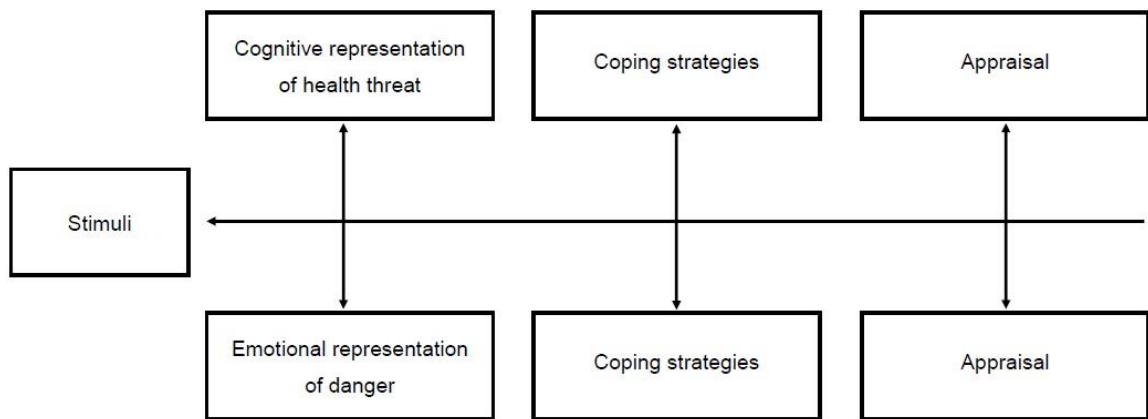 Cognitive representation
of health threat
Coping strategies
Appraisal
Stimuli
Emotional representation
of danger
Coping strategies
Appraisal